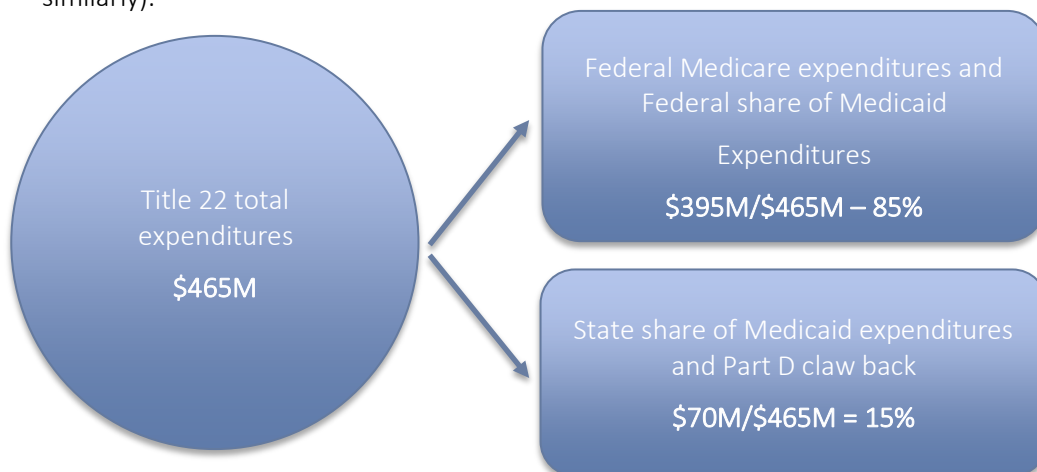 similarly).
Title 22 total
expenditures
$465M
Federal Medicare expenditures and
Federal share of Medicaid
Expenditures
$395M/$465M – 85%
State share of Medicaid expenditures
and Part D claw back
$70M/$465M = 15%